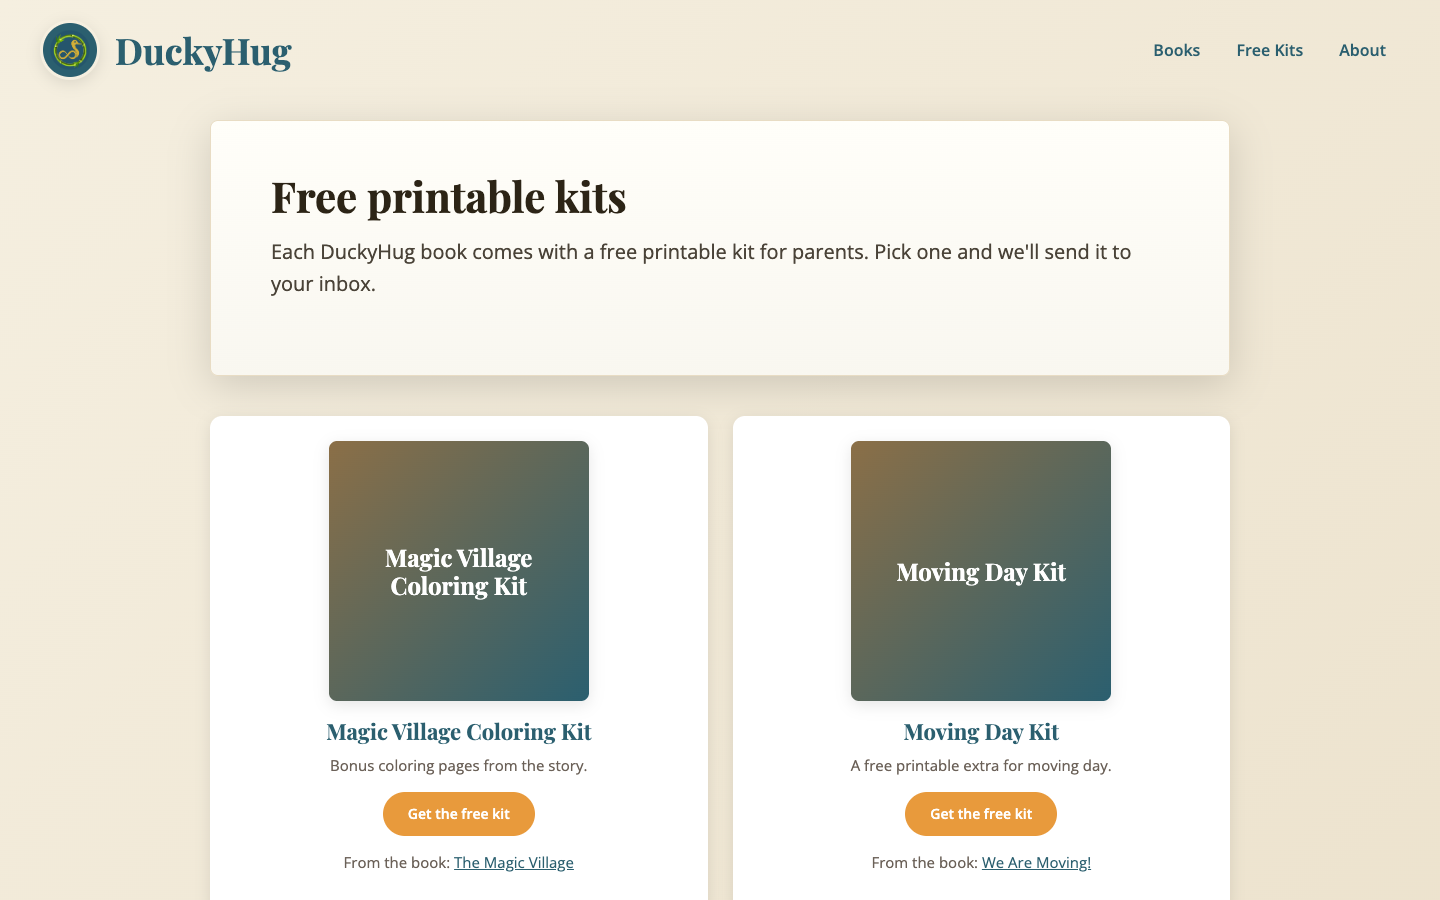 DuckyHug
Books
Free Kits
About
Free printable kits
Each DuckyHug book comes with a free printable kit for parents. Pick one and we'll send it to
your inbox.
Magic Village
Coloring Kit
Magic Village Coloring Kit
Bonus coloring pages from the story.
Get the free kit
From the book: The Magic Village
Moving Day Kit
Moving Day Kit
A free printable extra for moving day.
Get the free kit
From the book: We Are Moving!